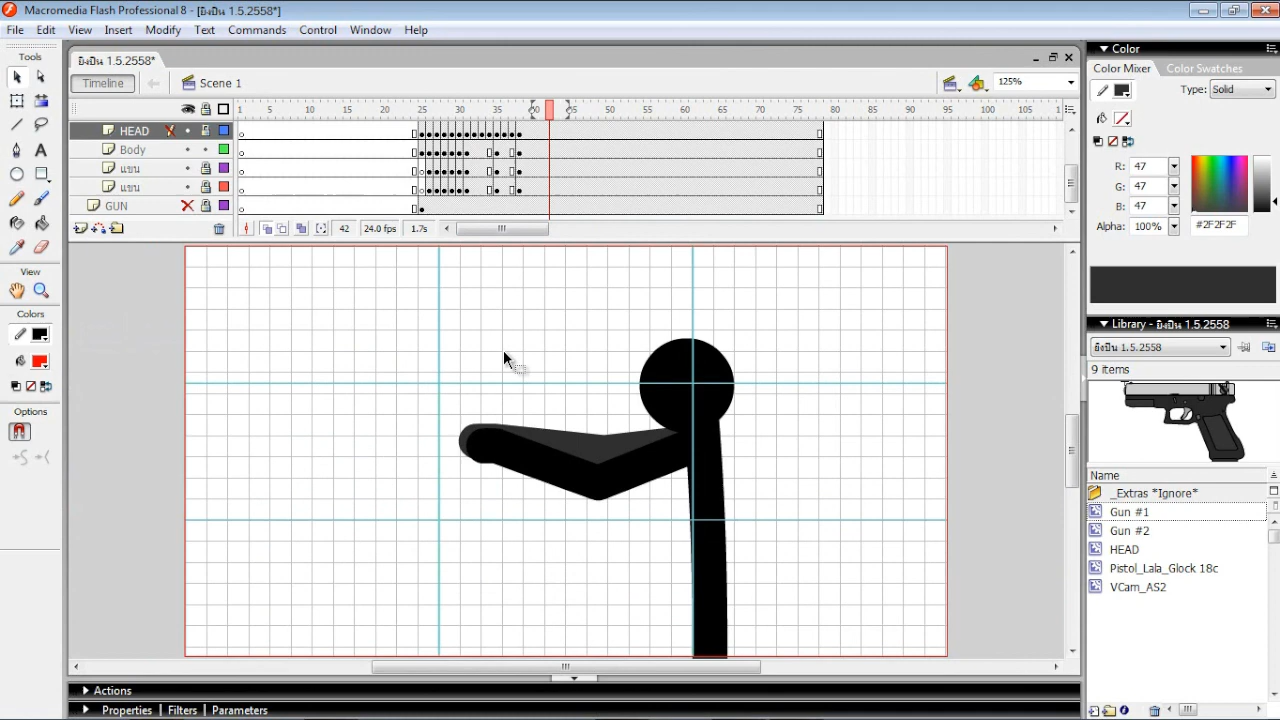 Macromedia Flash Professional 8 - [ยิงปืน 1.5.2558*]
File Edit View Insert Modify Text Commands Control Window Help
Tools
View
Colors
Options
ยิงปืน 1.5.2558*
Timeline
Scene 1
125%
1 5 10 15 20 25 30 35 40 45 50 55 60 65 70 75 80 85 90 95 100 105
HEAD
Body
แขน
แขน
GUN
42 24.0 fps 1.7s
Actions
Properties Filters Parameters
Color
Color Mixer Color Swatches
Type: Solid
R: 47
G: 47
B: 47
Alpha: 100% #2F2F2F
Library - ยิงปืน 1.5.2558
ยิงปืน 1.5.2558
9 items
Name
_Extras *Ignore*
Gun #1
Gun #2
HEAD
Pistol_Lala_Glock 18c
VCam_AS2